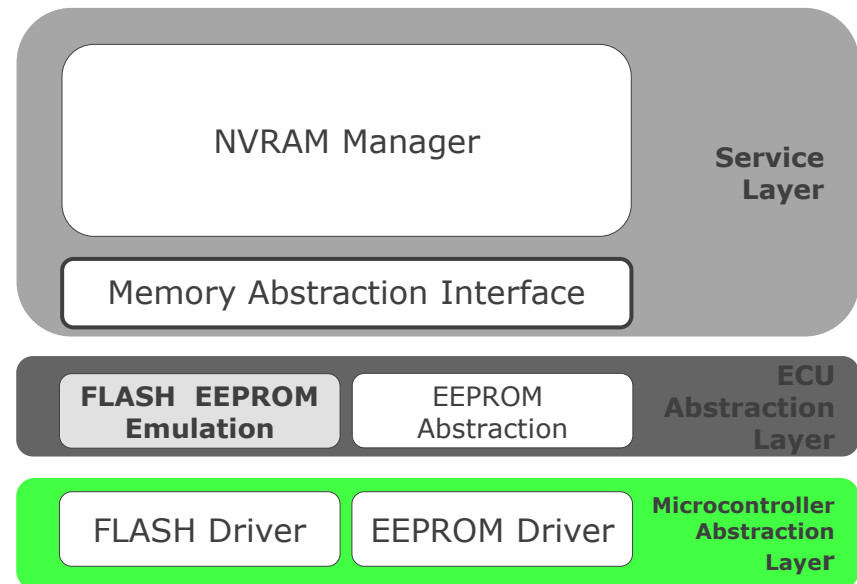 NVRAM Manager
Service
Layer
Memory Abstraction Interface
FLASH EEPROM
Emulation
EEPROM
Abstraction
ECU
Abstraction
Layer
FLASH Driver
EEPROM Driver
Microcontroller
Abstraction
Layer